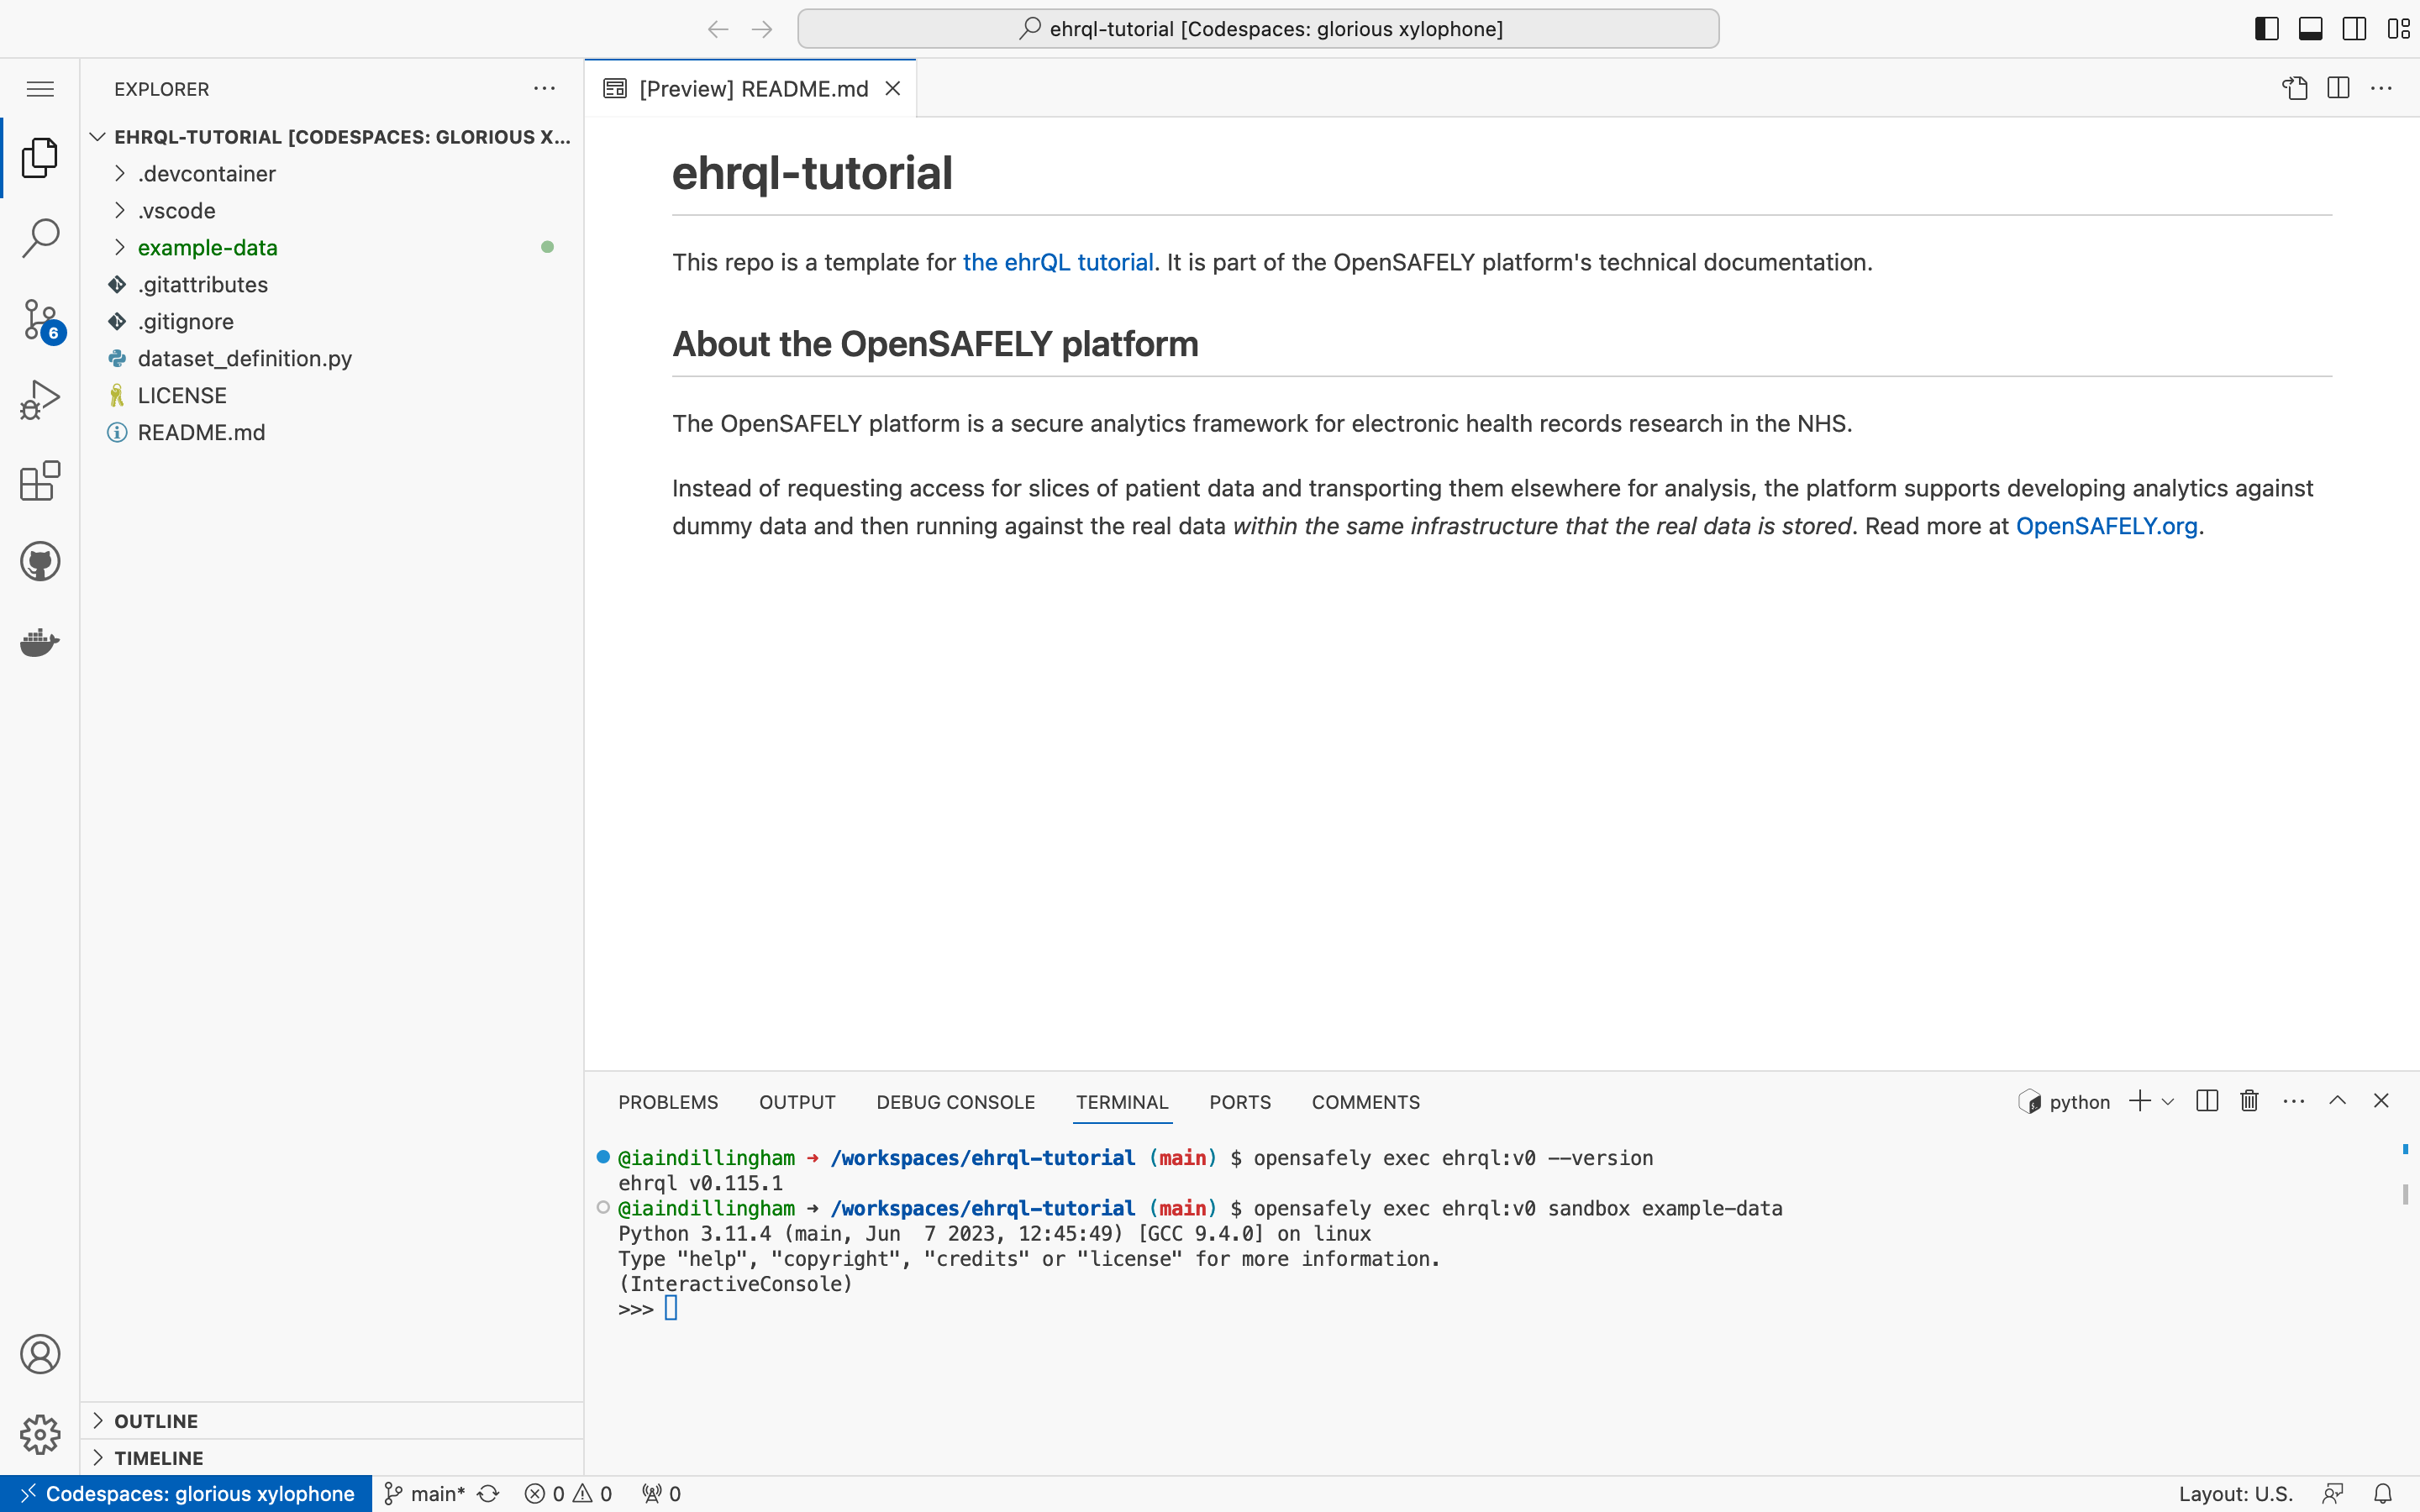 ehrql-tutorial [Codespaces: glorious xylophone]
EXPLORER
EHRQL-TUTORIAL [CODESPACES: GLORIOUS X...
.devcontainer
.vscode
example-data
.gitattributes
.gitignore
dataset_definition.py
LICENSE
README.md
6
OUTLINE
TIMELINE
[Preview] README.md
ehrql-tutorial
This repo is a template for the ehrQL tutorial. It is part of the OpenSAFELY platform's technical documentation.
About the OpenSAFELY platform
The OpenSAFELY platform is a secure analytics framework for electronic health records research in the NHS.
Instead of requesting access for slices of patient data and transporting them elsewhere for analysis, the platform supports developing analytics against
dummy data and then running against the real data within the same infrastructure that the real data is stored. Read more at OpenSAFELY.org.
PROBLEMS OUTPUT DEBUG CONSOLE TERMINAL PORTS COMMENTS
python
@iaindillingham → /workspaces/ehrql-tutorial (main) $ opensafely exec ehrql:v0 --version
ehrql v0.115.1
@iaindillingham → /workspaces/ehrql-tutorial (main) $ opensafely exec ehrql:v0 sandbox example-data
Python 3.11.4 (main, Jun  7 2023, 12:45:49) [GCC 9.4.0] on linux
Type "help", "copyright", "credits" or "license" for more information.
(InteractiveConsole)
>>>
Codespaces: glorious xylophone main* 0 0 0 Layout: U.S.